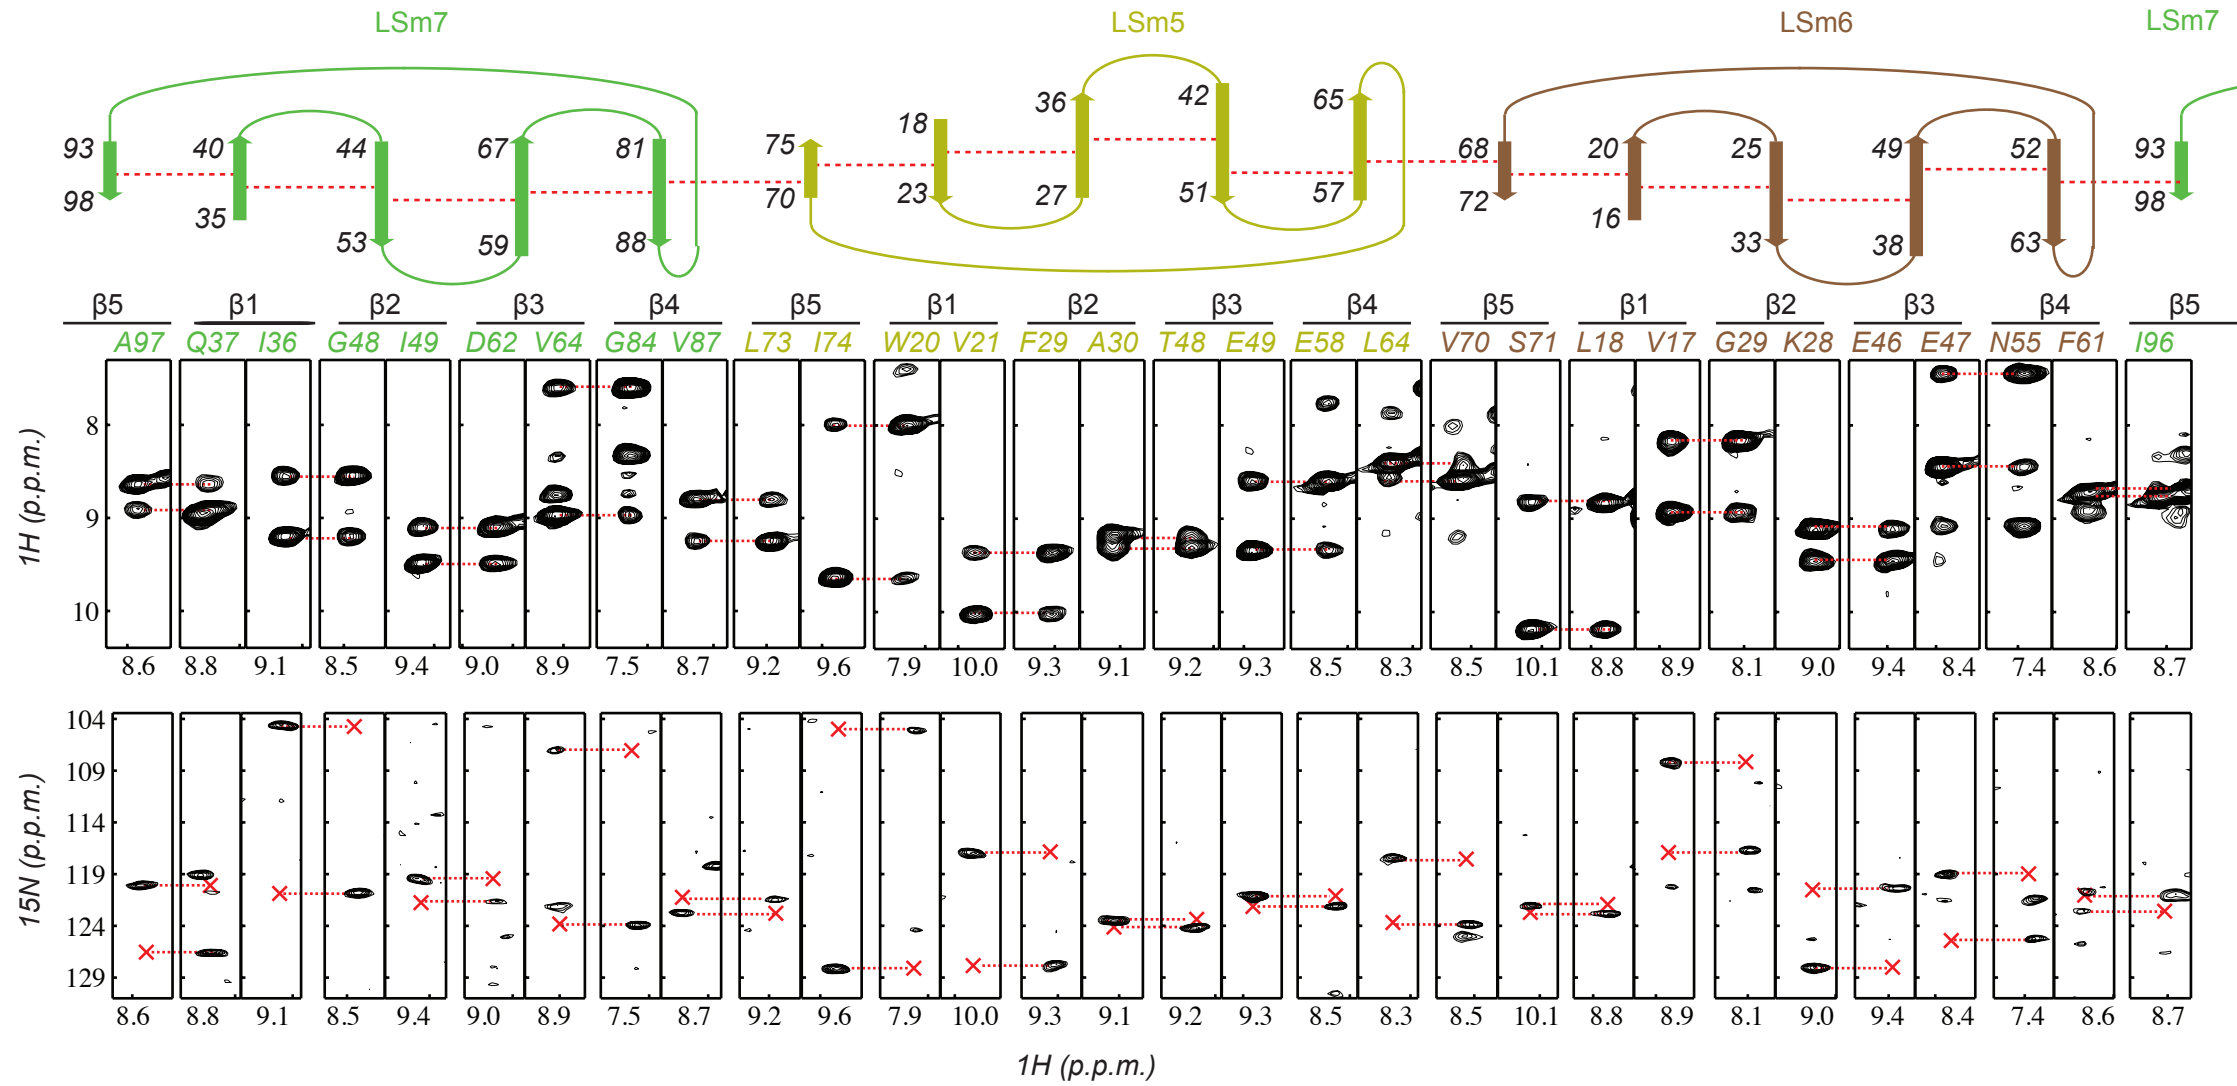 LSm7 LSm5 LSm6 LSm7
93 98 40 35 44 53 67 59 81 88 75 70 18 23 36 27 42 51 65 57 68 72 20 16 25 33 49 38 52 63 93 98
β5 β1 β2 β3 β4 β5 β1 β2 β3 β4 β5 β1 β2 β3 β4 β5
A97 Q37 I36 G48 I49 D62 V64 G84 V87 L73 I74 W20 V21 F29 A30 T48 E49 E58 L64 V70 S71 L18 V17 G29 K28 E46 E47 N55 F61 I96
1H (p.p.m.)
8
9
10
8.6 8.8 9.1 8.5 9.4 9.0 8.9 7.5 8.7 9.2 9.6 7.9 10.0 9.3 9.1 9.2 9.3 8.5 8.3 8.5 10.1 8.8 8.9 8.1 9.0 9.4 8.4 7.4 8.6 8.7
15N (p.p.m.)
104
109
114
119
124
129
8.6 8.8 9.1 8.5 9.4 9.0 8.9 7.5 8.7 9.2 9.6 7.9 10.0 9.3 9.1 9.2 9.3 8.5 8.3 8.5 10.1 8.8 8.9 8.1 9.0 9.4 8.4 7.4 8.6 8.7
1H (p.p.m.)